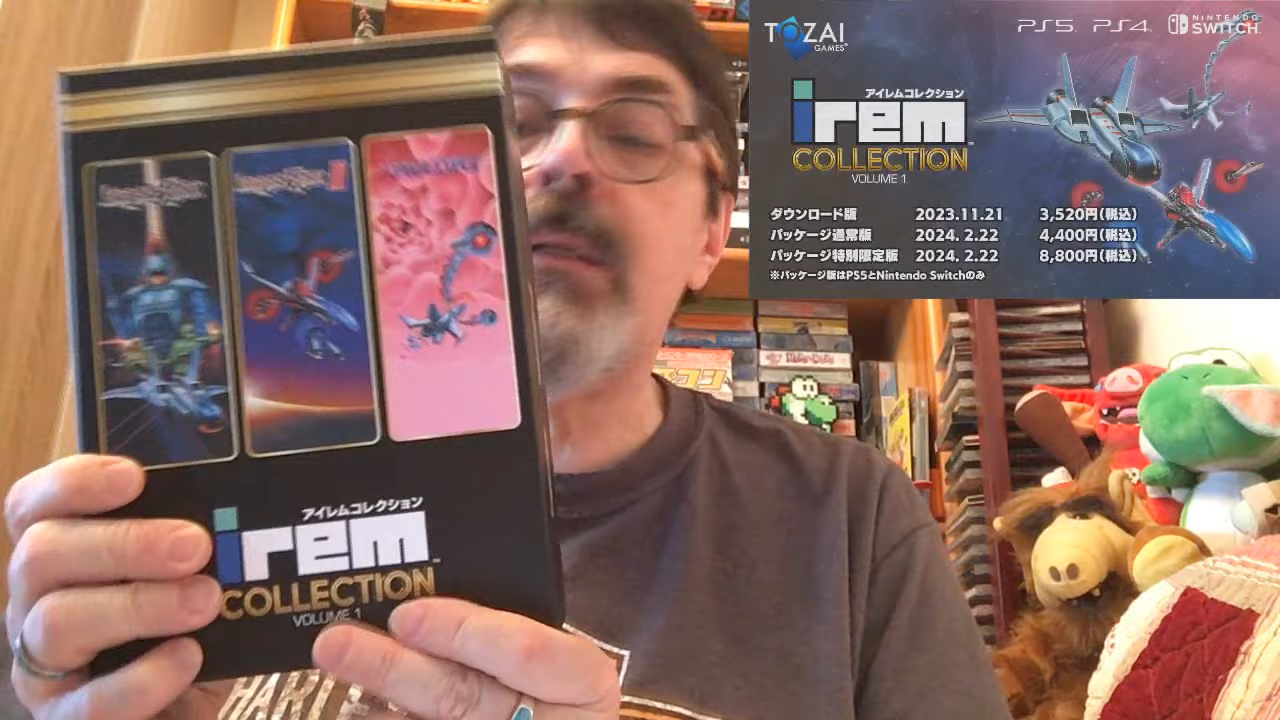 アイレムコレクション
irem™
COLLECTION
VOLUME 1
HARL
TOZAI
GAMES™
PS5 PS4 NINTENDO
SWITCH
アイレムコレクション
irem™
COLLECTION
VOLUME 1
ダウンロード版 2023.11.21 3,520円(税込)
パッケージ通常版 2024. 2.22 4,400円(税込)
パッケージ特別限定版 2024. 2.22 8,800円(税込)
※パッケージ版はPS5とNintendo Switchのみ